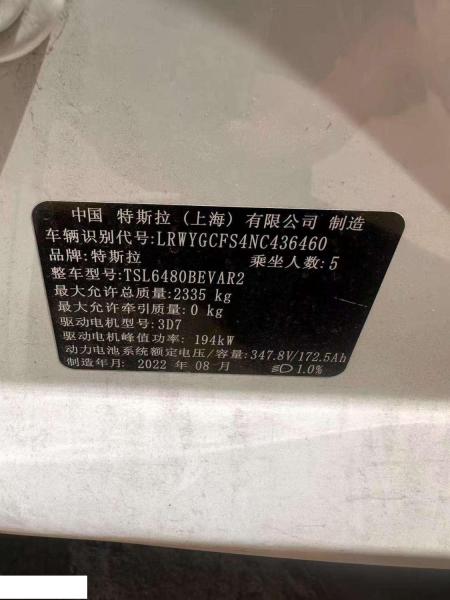 中国 特斯拉（上海）有限公司 制造
车辆识别代号:LRWYGCFS4NC436460
品牌:特斯拉 乘坐人数:5
整车型号:TSL6480BEVAR2
最大允许总质量:2335 kg
最大允许牵引质量:0 kg
驱动电机型号:3D7
驱动电机峰值功率: 194kW
动力电池系统额定电压/容量:347.8V/172.5Ah
制造年月: 2022 年 08 月 1.0%